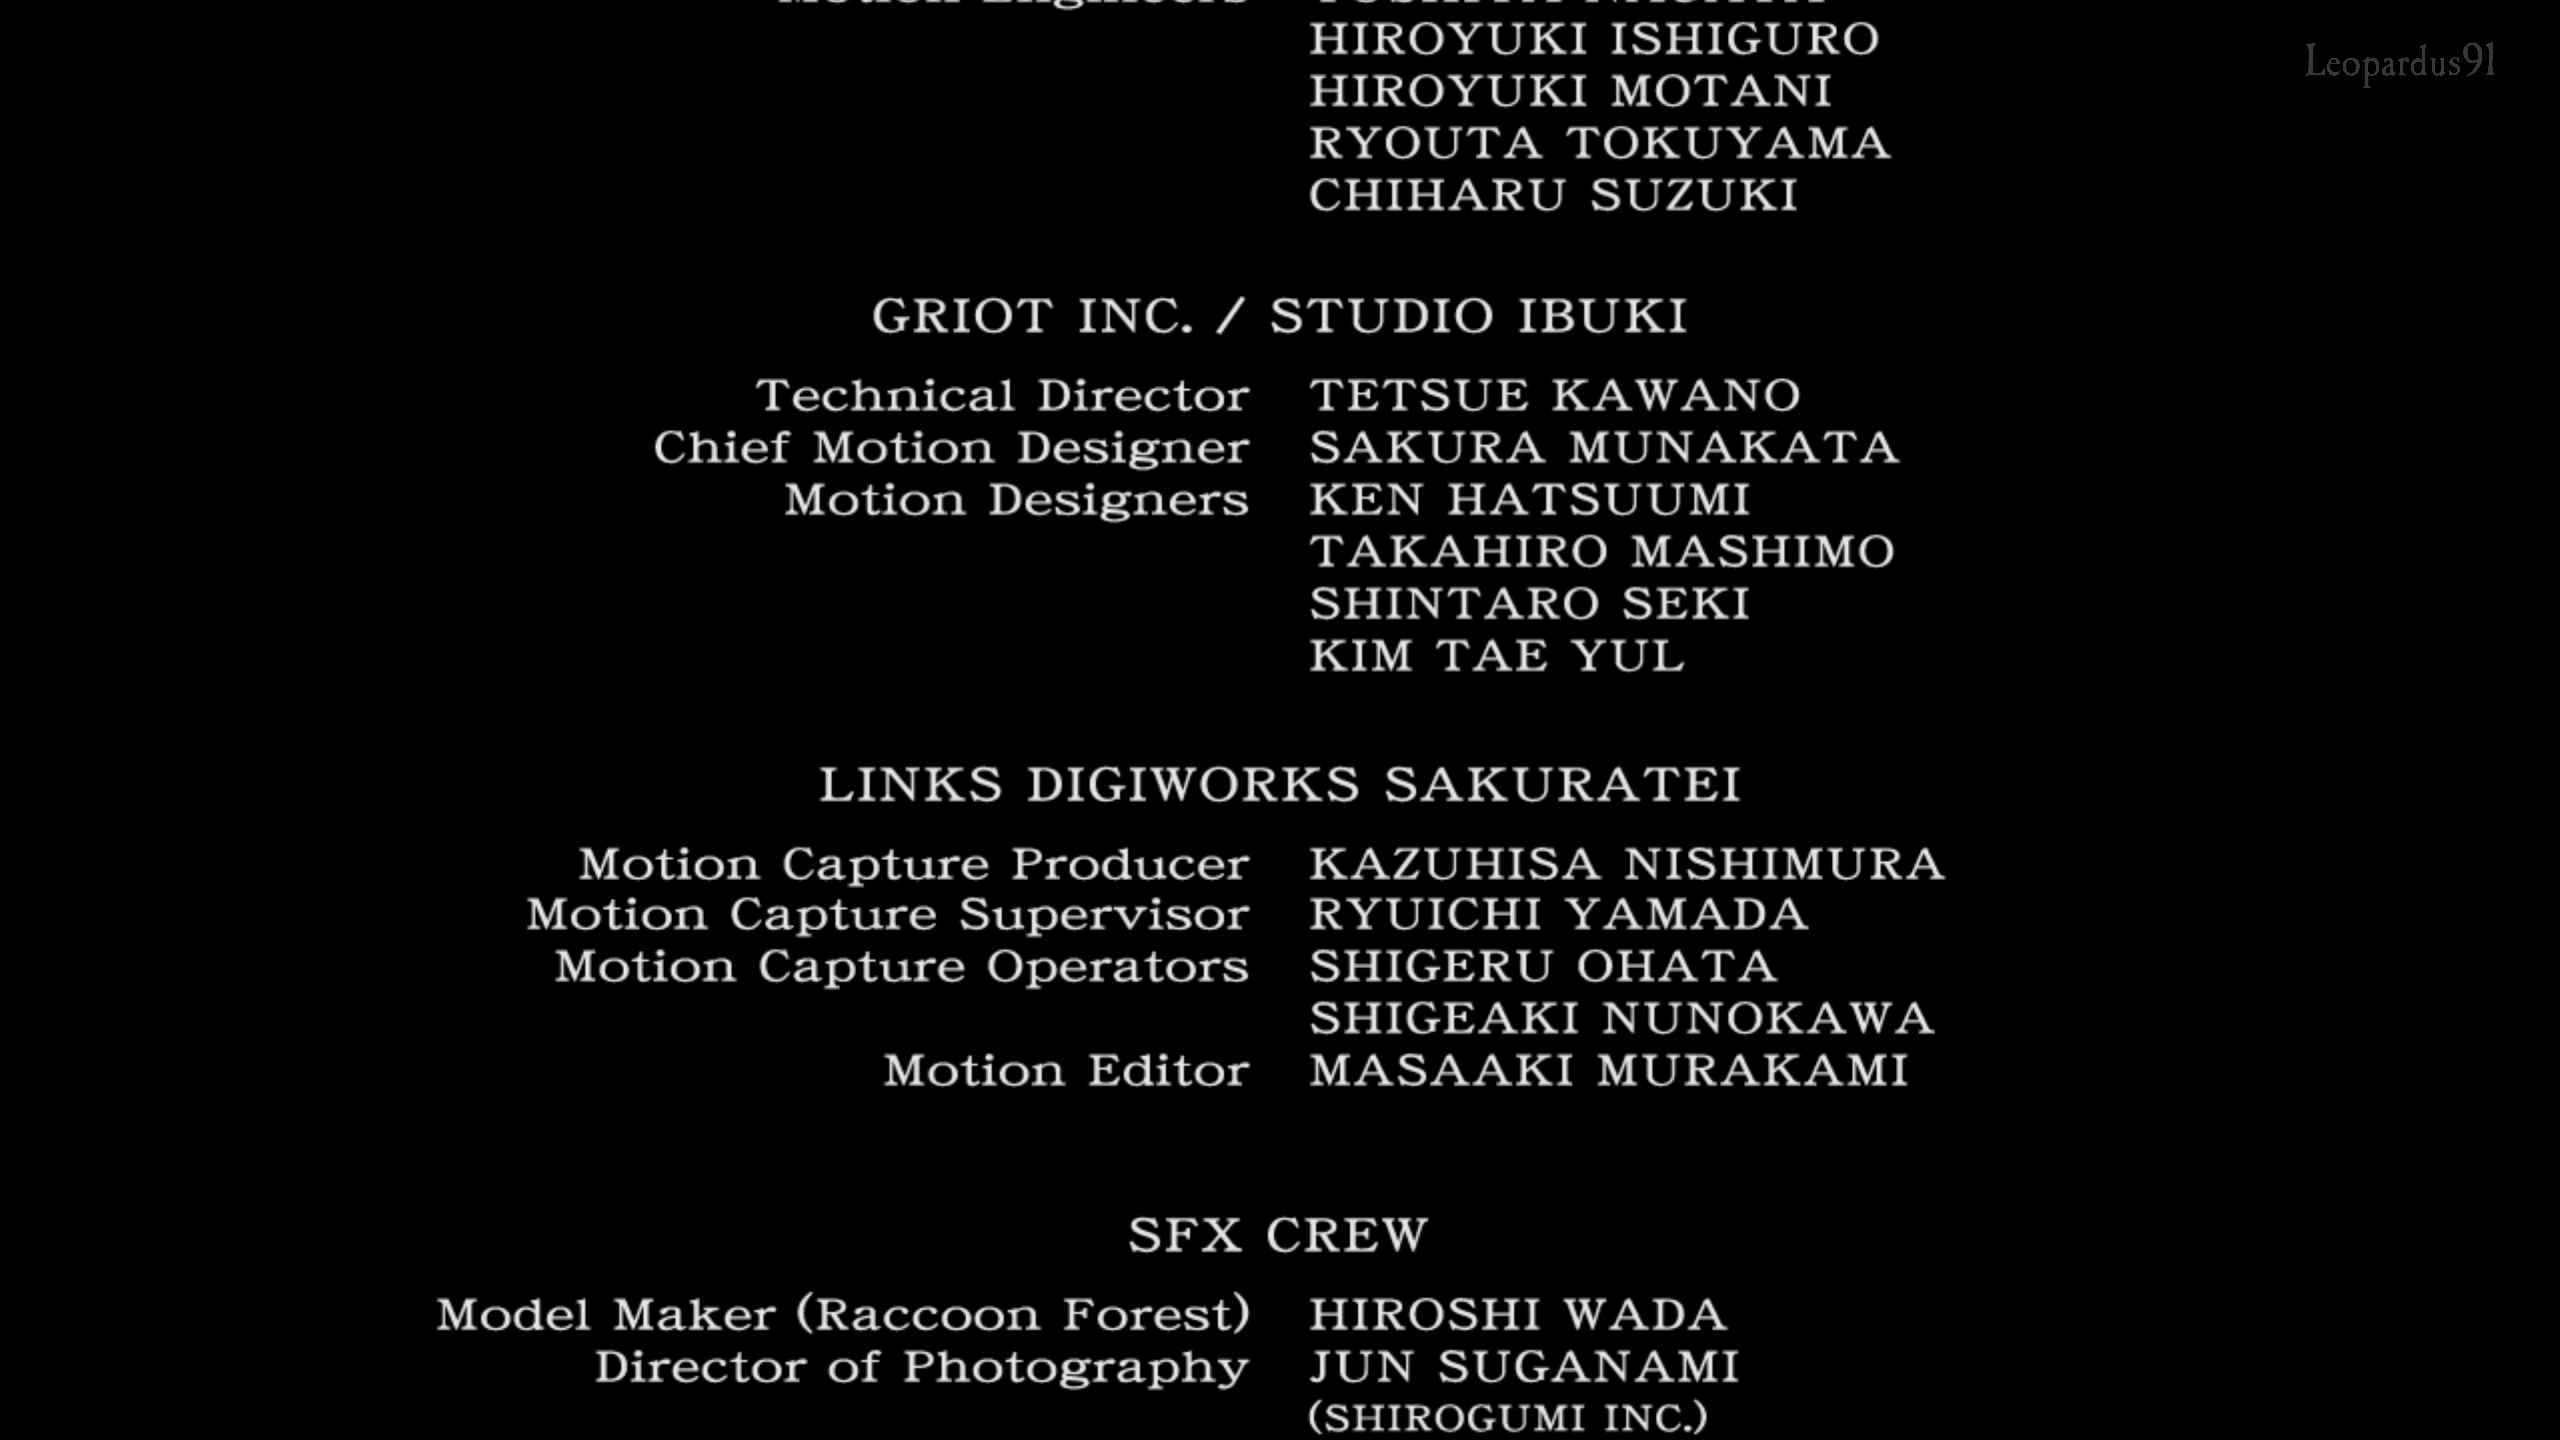 Motion Engineers
HIROYUKI ISHIGURO
Leopardus91
HIROYUKI MOTANI
RYOUTA TOKUYAMA
CHIHARU SUZUKI
GRIOT INC. / STUDIO IBUKI
Technical Director TETSUE KAWANO
Chief Motion Designer SAKURA MUNAKATA
Motion Designers KEN HATSUUMI
TAKAHIRO MASHIMO
SHINTARO SEKI
KIM TAE YUL
LINKS DIGIWORKS SAKURATEI
Motion Capture Producer KAZUHISA NISHIMURA
Motion Capture Supervisor RYUICHI YAMADA
Motion Capture Operators SHIGERU OHATA
SHIGEAKI NUNOKAWA
Motion Editor MASAAKI MURAKAMI
SFX CREW
Model Maker (Raccoon Forest) HIROSHI WADA
Director of Photography JUN SUGANAMI
(SHIROGUMI INC.)